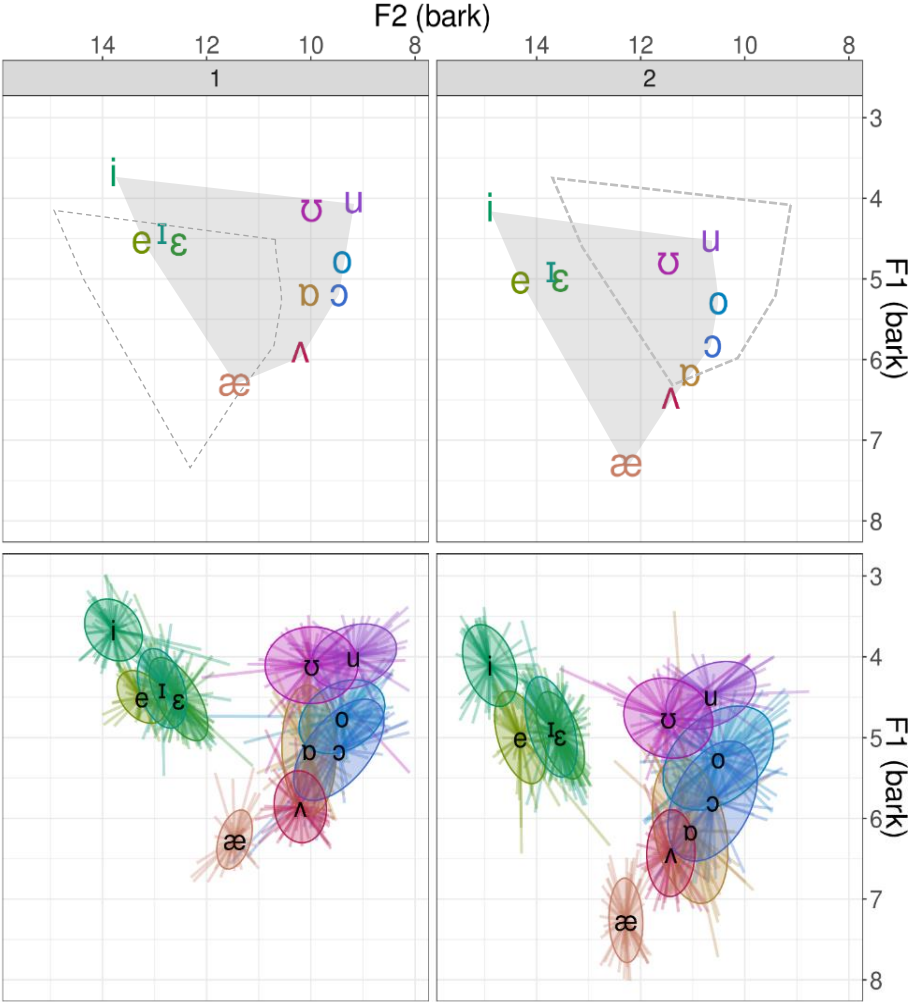 F2 (bark)
14 12 10 8 14 12 10 8
1 2
3
i ʊ u
e ɪ ɛ o
ɑ ɔ
ʌ
æ
i u
ʊ
e ɪ ɛ o
ɔ
ɑ
ʌ
æ
4
5
6
7
8
F1 (bark)
3
i ʊ u
e ɪ ɛ o
ɑ ɔ
ʌ
æ
i u
ʊ
e ɪ ɛ o
ɔ
ɑ
ʌ
æ
4
5
6
7
8
F1 (bark)